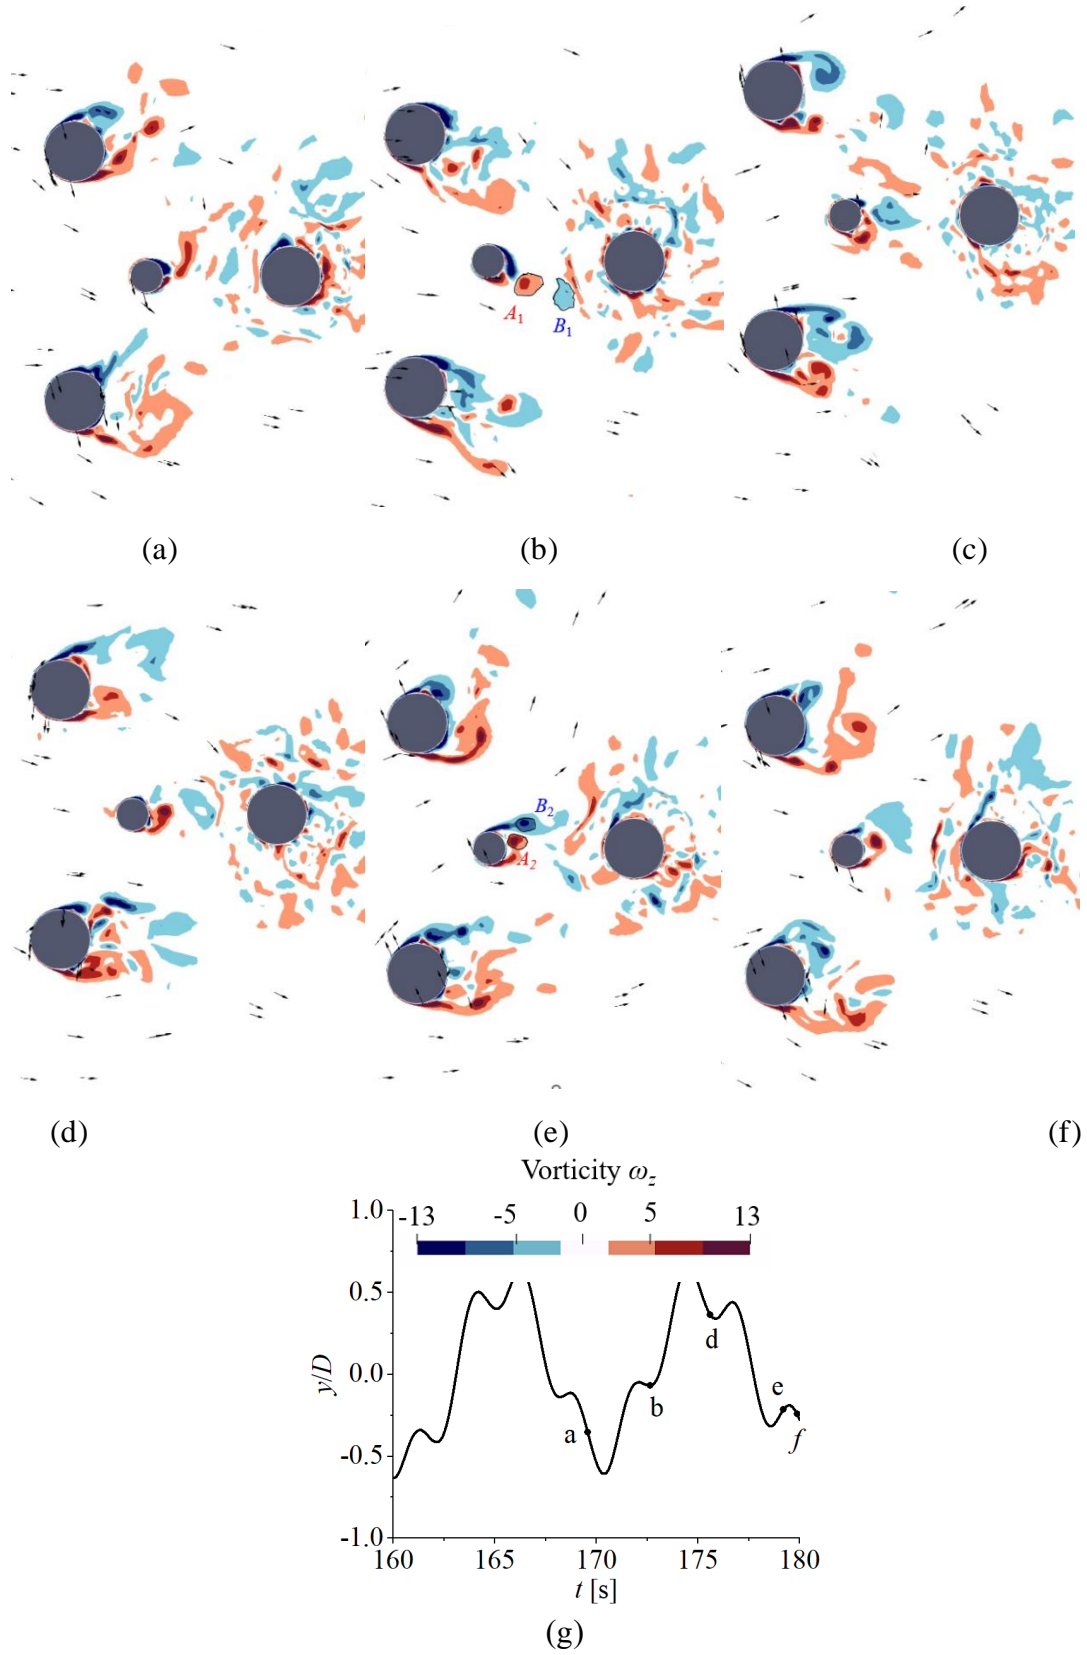 A₁
B₁
(a)
(b)
(c)
B₂
A₂
(d)
(e)
(f)
Vorticity ω_z
-13
-5
0
5
13
1.0
0.5
0.0
-0.5
-1.0
y/D
a
b
d
e
f
160
165
170
175
180
t [s]
(g)